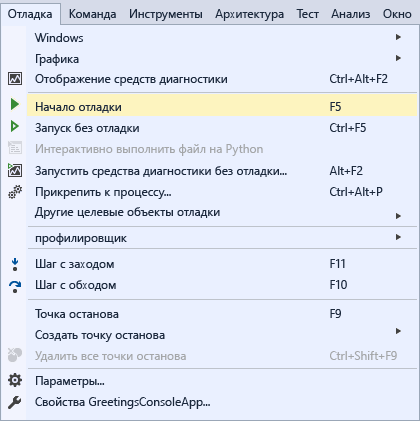 Отладка Команда Инструменты Архитектура Тест Анализ Окно
Windows
Графика
Отображение средств диагностики Ctrl+Alt+F2
Начало отладки F5
Запуск без отладки Ctrl+F5
Интерактивно выполнить файл на Python
Запустить средства диагностики без отладки... Alt+F2
Прикрепить к процессу... Ctrl+Alt+P
Другие целевые объекты отладки
профилировщик
Шаг с заходом F11
Шаг с обходом F10
Точка останова F9
Создать точку останова
Удалить все точки останова Ctrl+Shift+F9
Параметры...
Свойства GreetingsConsoleApp...